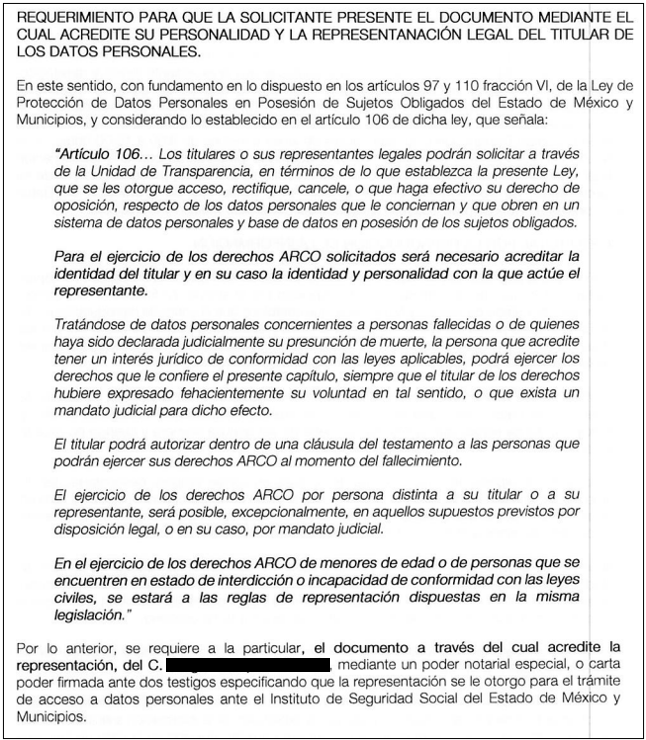 REQUERIMIENTO PARA QUE LA SOLICITANTE PRESENTE EL DOCUMENTO MEDIANTE EL
CUAL ACREDITE SU PERSONALIDAD Y LA REPRESENTANACIÓN LEGAL DEL TITULAR DE
LOS DATOS PERSONALES.
En este sentido, con fundamento en lo dispuesto en los artículos 97 y 110 fracción VI, de la Ley de
Protección de Datos Personales en Posesión de Sujetos Obligados del Estado de México y
Municipios, y considerando lo establecido en el artículo 106 de dicha ley, que señala:
“Artículo 106… Los titulares o sus representantes legales podrán solicitar a través
de la Unidad de Transparencia, en términos de lo que establezca la presente Ley,
que se les otorgue acceso, rectifique, cancele, o que haga efectivo su derecho de
oposición, respecto de los datos personales que le conciernan y que obren en un
sistema de datos personales y base de datos en posesión de los sujetos obligados.
Para el ejercicio de los derechos ARCO solicitados será necesario acreditar la
identidad del titular y en su caso la identidad y personalidad con la que actúe el
representante.
Tratándose de datos personales concernientes a personas fallecidas o de quienes
haya sido declarada judicialmente su presunción de muerte, la persona que acredite
tener un interés jurídico de conformidad con las leyes aplicables, podrá ejercer los
derechos que le confiere el presente capítulo, siempre que el titular de los derechos
hubiere expresado fehacientemente su voluntad en tal sentido, o que exista un
mandato judicial para dicho efecto.
El titular podrá autorizar dentro de una cláusula del testamento a las personas que
podrán ejercer sus derechos ARCO al momento del fallecimiento.
El ejercicio de los derechos ARCO por persona distinta a su titular o a su
representante, será posible, excepcionalmente, en aquellos supuestos previstos por
disposición legal, o en su caso, por mandato judicial.
En el ejercicio de los derechos ARCO de menores de edad o de personas que se
encuentren en estado de interdicción o incapacidad de conformidad con las leyes
civiles, se estará a las reglas de representación dispuestas en la misma
legislación.”
Por lo anterior, se requiere a la particular, el documento a través del cual acredite la
representación, del C. , mediante un poder notarial especial, o carta
poder firmada ante dos testigos especificando que la representación se le otorgo para el trámite
de acceso a datos personales ante el Instituto de Seguridad Social del Estado de México y
Municipios.